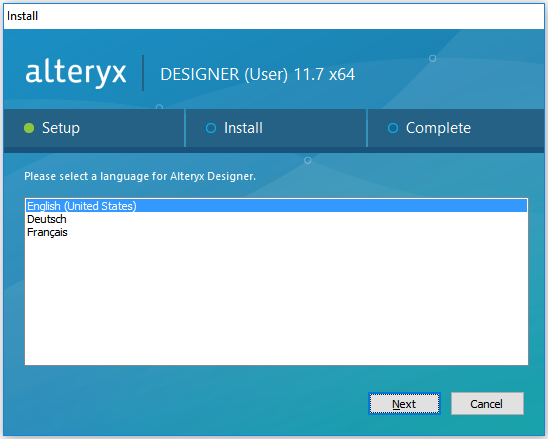 Install
alteryx
DESIGNER (User) 11.7 x64
Setup
Install
Complete
Please select a language for Alteryx Designer.
English (United States)
Deutsch
Français
Next
Cancel